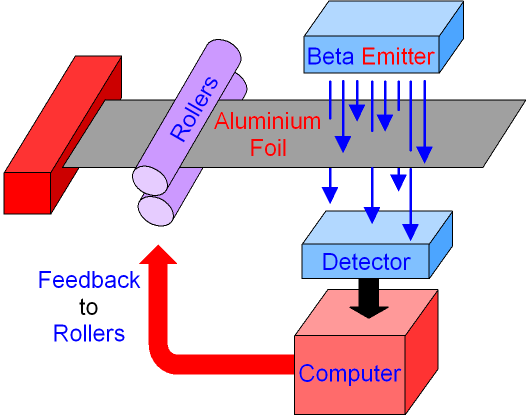 Beta Emitter
Rollers
Aluminium
Foil
Detector
Feedback
to
Rollers
Computer